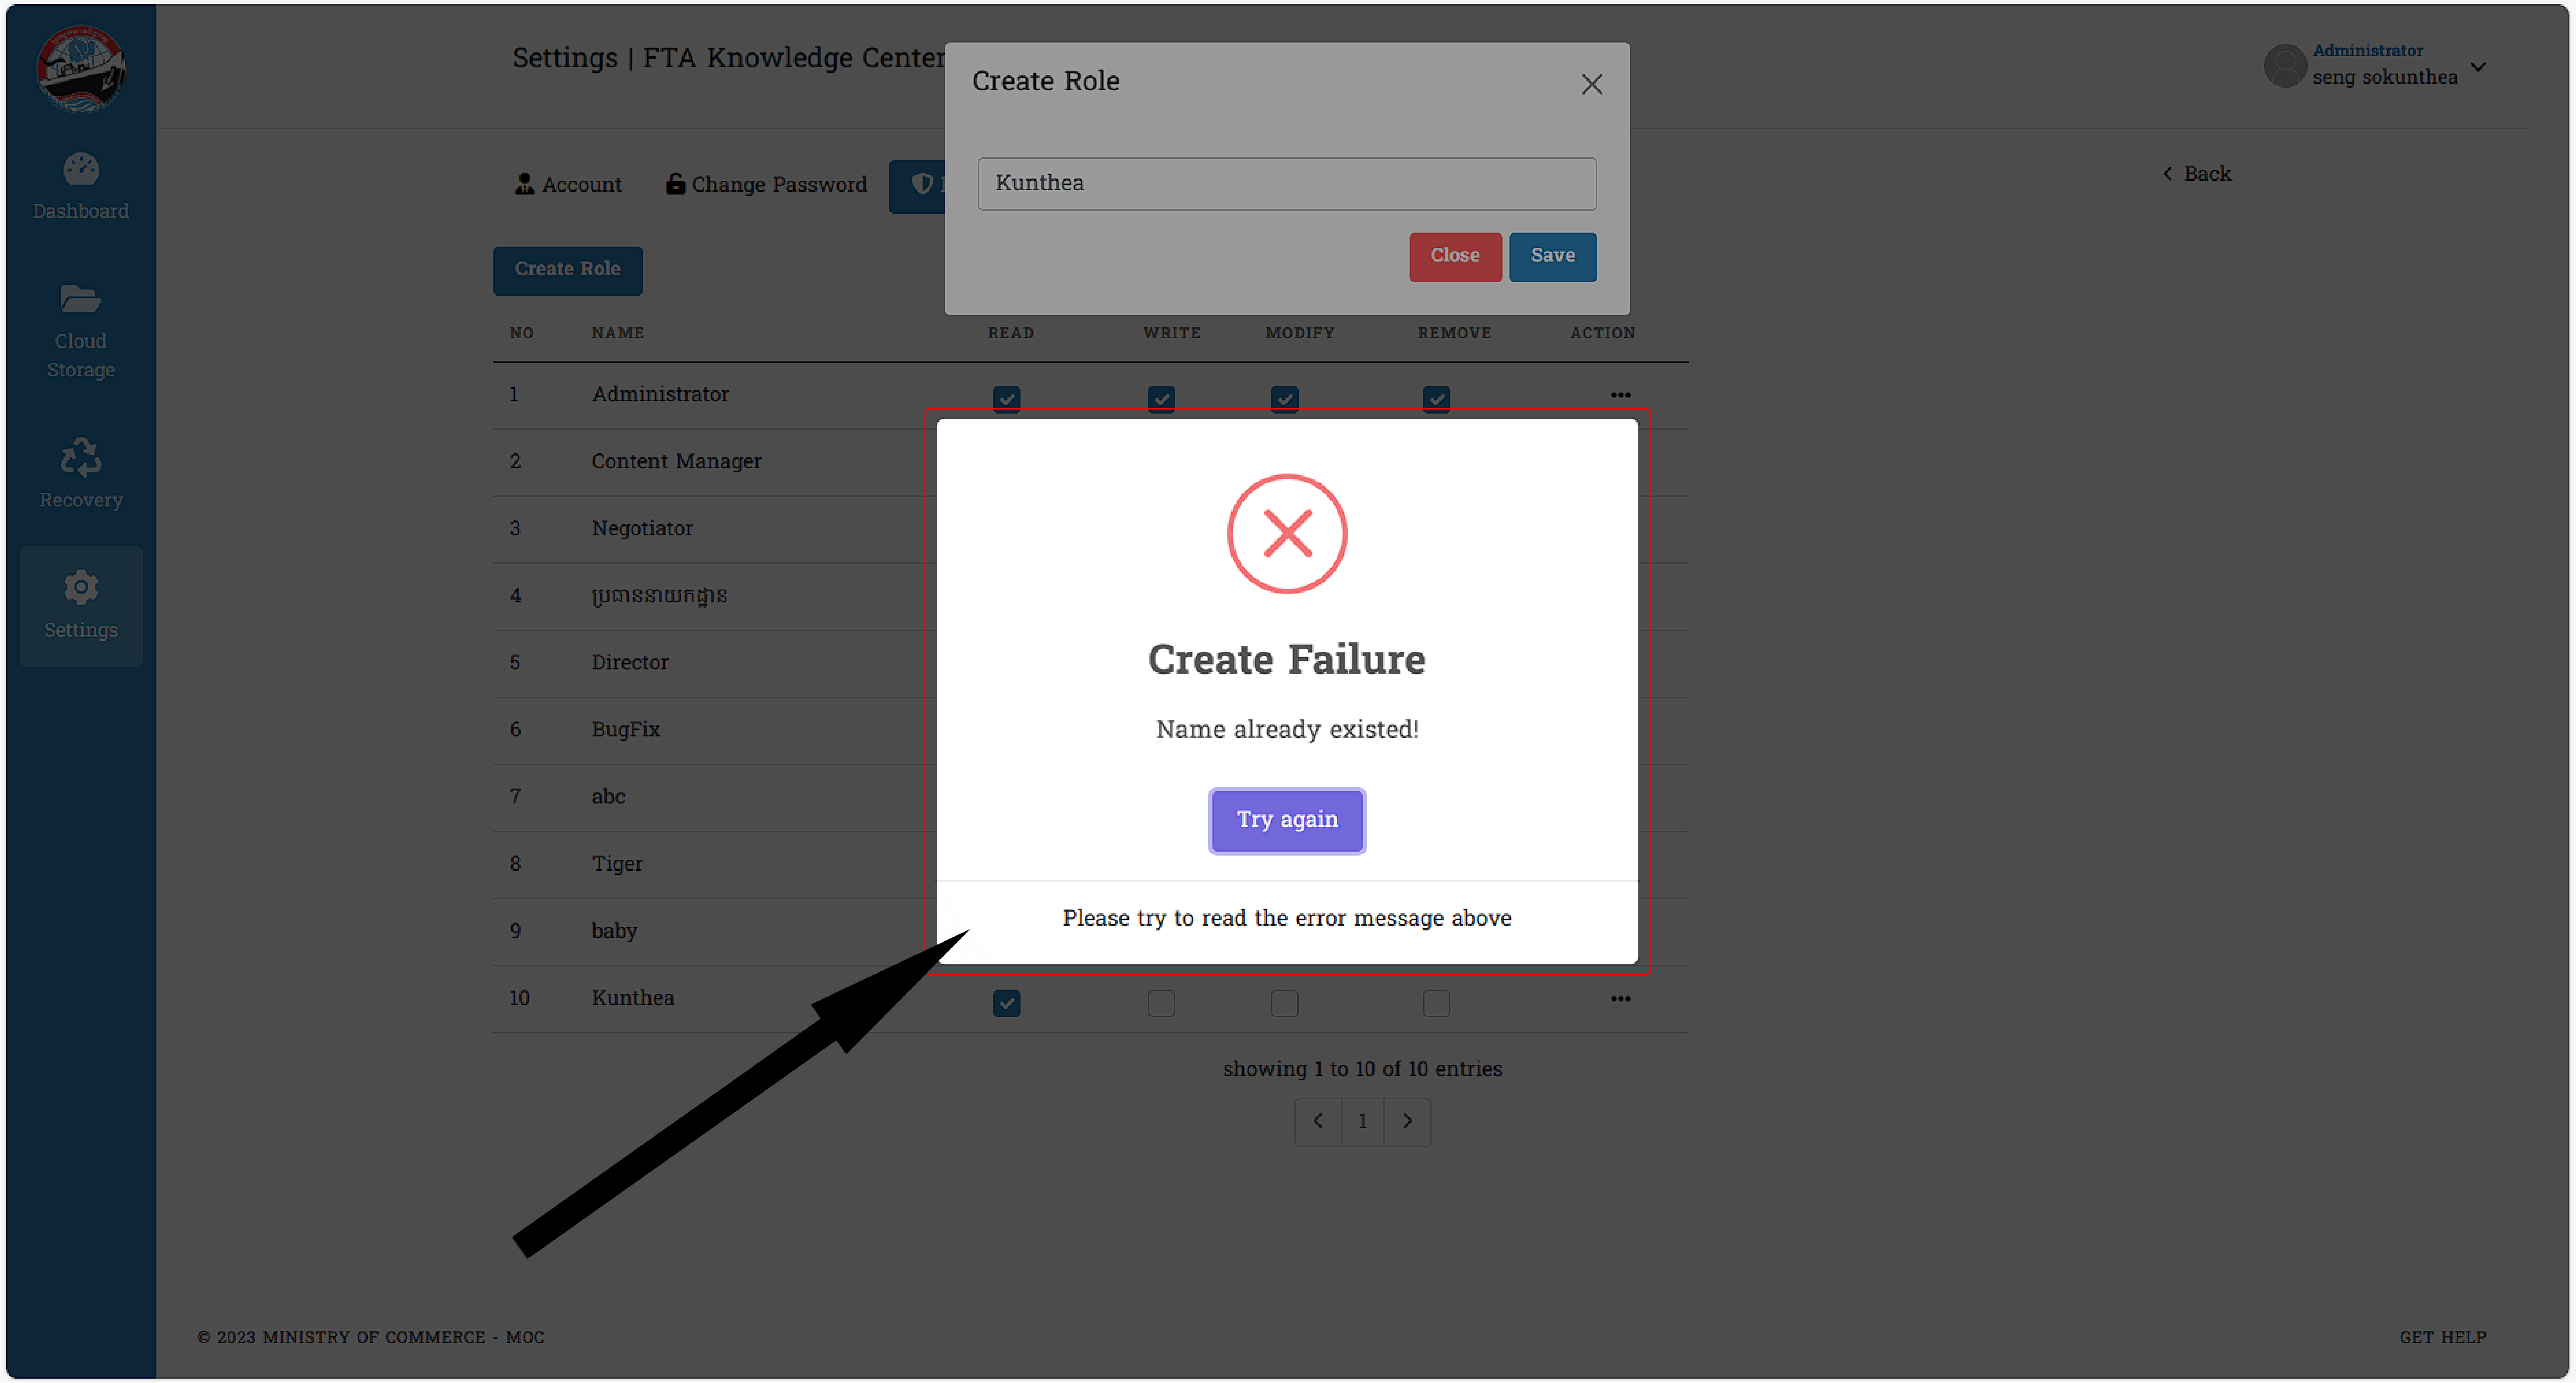 Settings | FTA Knowledge Center
Administrator
seng sokunthea
Create Role
Kunthea
Close
Save
Dashboard
Cloud
Storage
Recovery
Settings
Account
Change Password
Back
Create Role
NO NAME READ WRITE MODIFY REMOVE ACTION
1 Administrator
2 Content Manager
3 Negotiator
4 ប្រធាននាយកដ្ឋាន
5 Director
6 BugFix
7 abc
8 Tiger
9 baby
10 Kunthea
Create Failure
Name already existed!
Try again
Please try to read the error message above
showing 1 to 10 of 10 entries
1
© 2023 MINISTRY OF COMMERCE - MOC
GET HELP